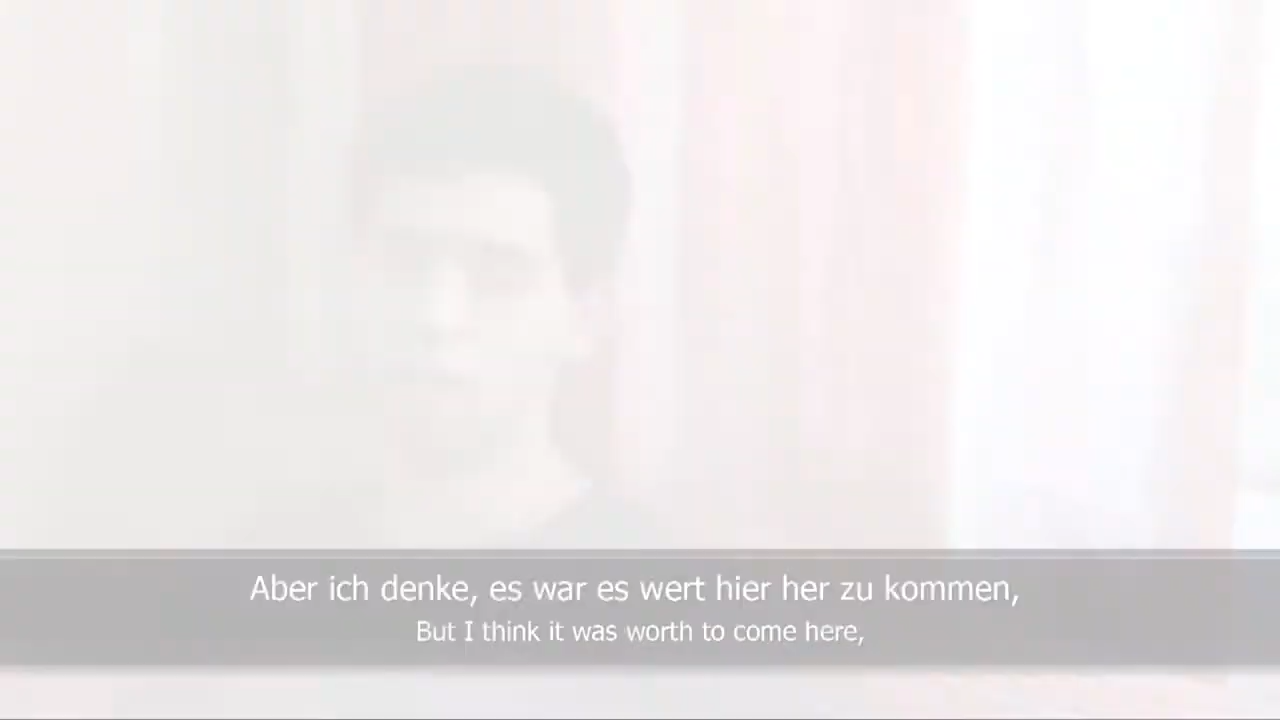 Aber ich denke, es war es wert hier her zu kommen,
But I think it was worth to come here,